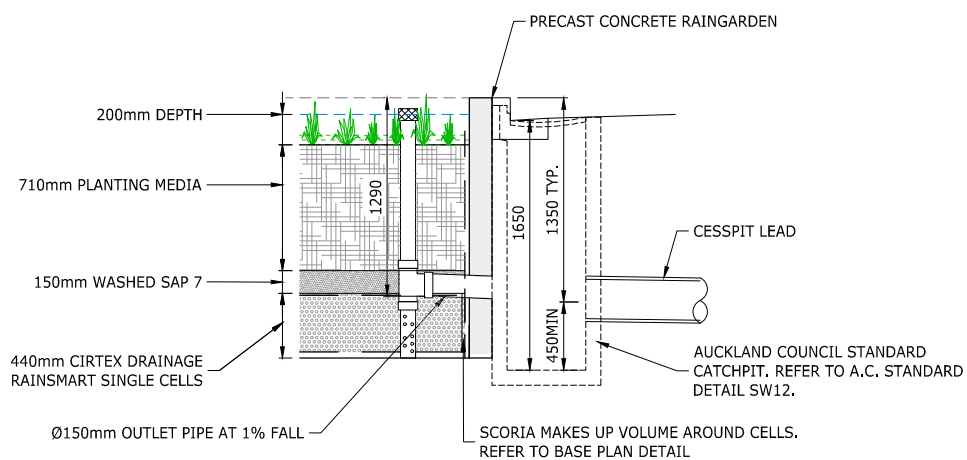 PRECAST CONCRETE RAINGARDEN
200mm DEPTH
710mm PLANTING MEDIA
1290
1650
1350 TYP.
CESSPIT LEAD
150mm WASHED SAP 7
450MIN
440mm CIRTEX DRAINAGE
RAINSMART SINGLE CELLS
AUCKLAND COUNCIL STANDARD
CATCHPIT. REFER TO A.C. STANDARD
DETAIL SW12.
Ø150mm OUTLET PIPE AT 1% FALL
SCORIA MAKES UP VOLUME AROUND CELLS.
REFER TO BASE PLAN DETAIL